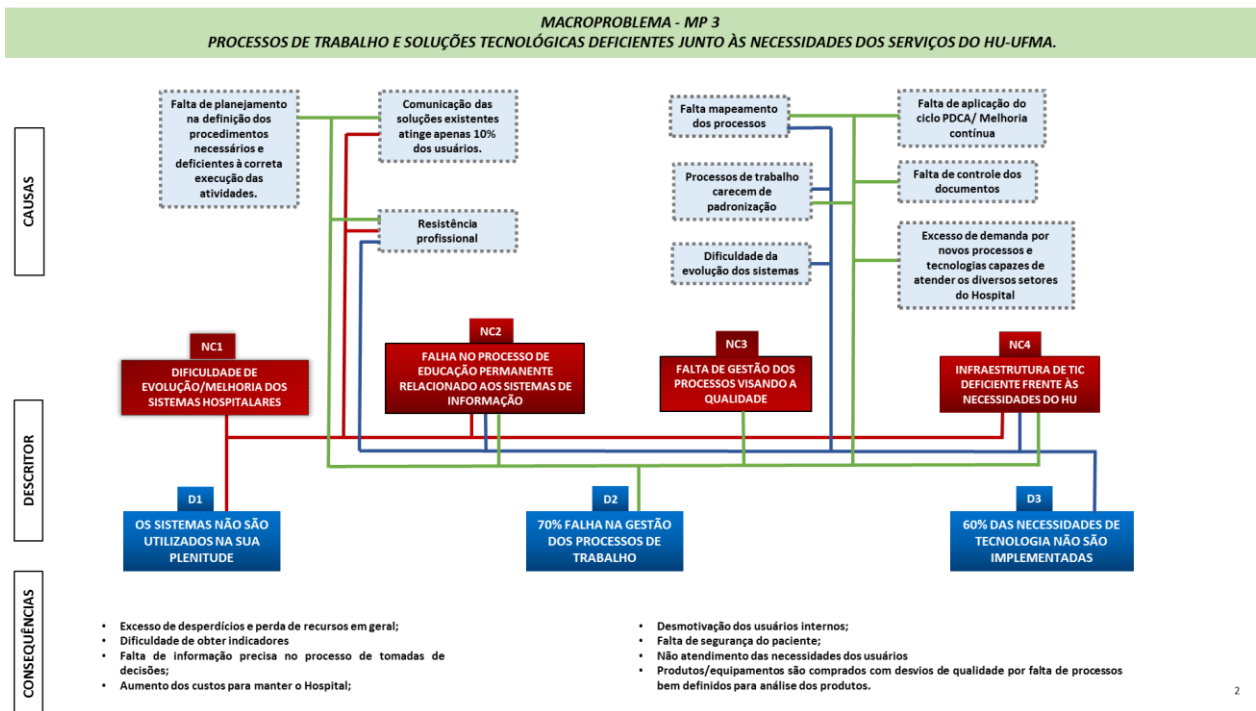 MACROPROBLEMA - MP 3
PROCESSOS DE TRABALHO E SOLUÇÕES TECNOLÓGICAS DEFICIENTES JUNTO ÀS NECESSIDADES DOS SERVIÇOS DO HU-UFMA.
CAUSAS
Falta de planejamento
na definição dos
procedimentos
necessários e
deficientes à correta
execução das
atividades.
Comunicação das
soluções existentes
atinge apenas 10%
dos usuários.
Resistência
profissional
Falta mapeamento
dos processos
Processos de trabalho
carecem de
padronização
Dificuldade da
evolução dos sistemas
Falta de aplicação do
ciclo PDCA/ Melhoria
contínua
Falta de controle dos
documentos
Excesso de demanda por
novos processos e
tecnologias capazes de
atender os diversos setores
do Hospital
NC1
DIFICULDADE DE
EVOLUÇÃO/MELHORIA DOS
SISTEMAS HOSPITALARES
NC2
FALHA NO PROCESSO DE
EDUCAÇÃO PERMANENTE
RELACIONADO AOS SISTEMAS DE
INFORMAÇÃO
NC3
FALTA DE GESTÃO DOS
PROCESSOS VISANDO A
QUALIDADE
NC4
INFRAESTRUTURA DE TIC
DEFICIENTE FRENTE ÀS
NECESSIDADES DO HU
DESCRITOR
D1
OS SISTEMAS NÃO SÃO
UTILIZADOS NA SUA
PLENITUDE
D2
70% FALHA NA GESTÃO
DOS PROCESSOS DE
TRABALHO
D3
60% DAS NECESSIDADES DE
TECNOLOGIA NÃO SÃO
IMPLEMENTADAS
CONSEQUÊNCIAS
• Excesso de desperdícios e perda de recursos em geral;
• Dificuldade de obter indicadores
• Falta de informação precisa no processo de tomadas de
decisões;
• Aumento dos custos para manter o Hospital;
• Desmotivação dos usuários internos;
• Falta de segurança do paciente;
• Não atendimento das necessidades dos usuários
• Produtos/equipamentos são comprados com desvios de qualidade por falta de processos
bem definidos para análise dos produtos.
2